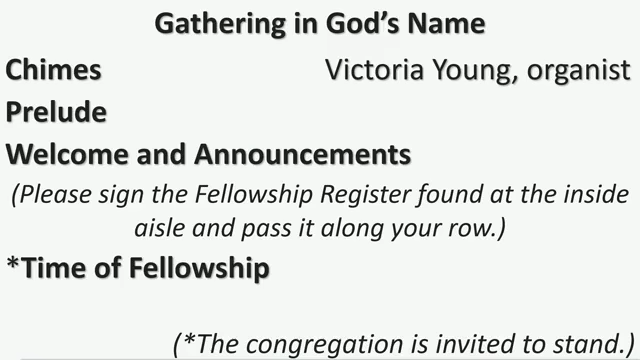 Gathering in God's Name
Chimes Victoria Young, organist
Prelude
Welcome and Announcements
(Please sign the Fellowship Register found at the inside
aisle and pass it along your row.)
*Time of Fellowship
(*The congregation is invited to stand.)